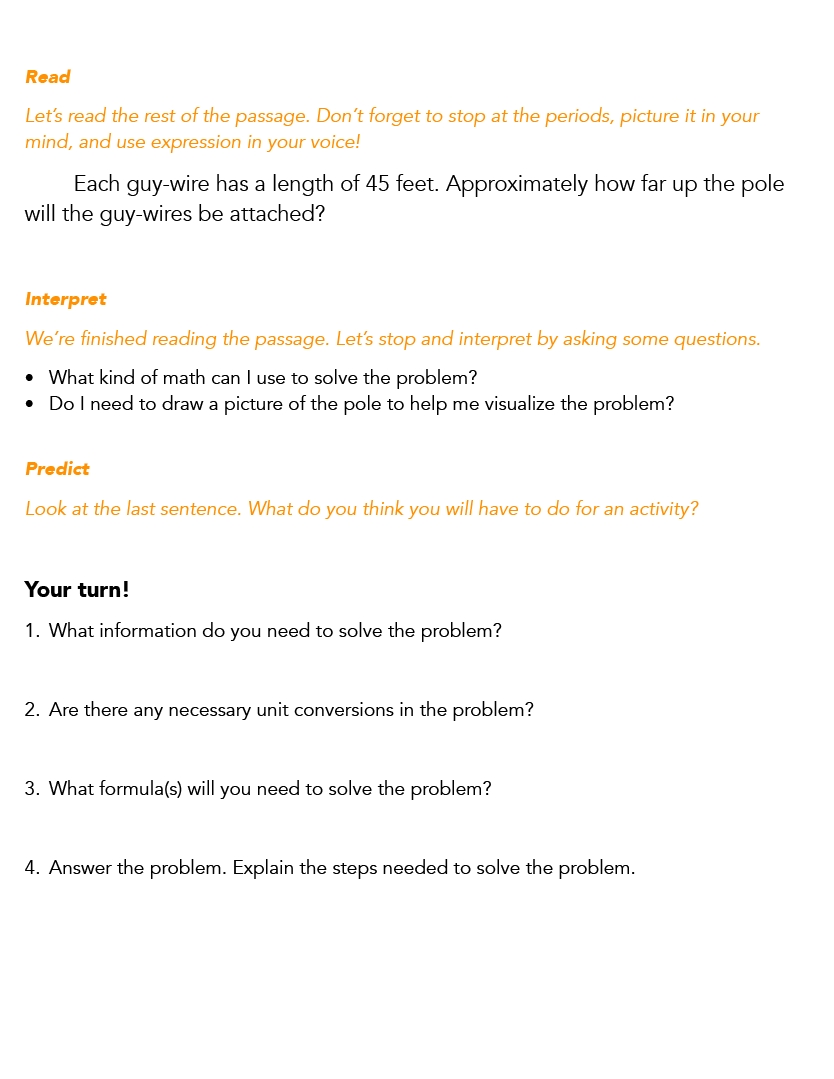 Read
Let’s read the rest of the passage. Don’t forget to stop at the periods, picture it in your
mind, and use expression in your voice!
Each guy-wire has a length of 45 feet. Approximately how far up the pole
will the guy-wires be attached?
Interpret
We’re finished reading the passage. Let’s stop and interpret by asking some questions.
• What kind of math can I use to solve the problem?
• Do I need to draw a picture of the pole to help me visualize the problem?
Predict
Look at the last sentence. What do you think you will have to do for an activity?
Your turn!
1. What information do you need to solve the problem?
2. Are there any necessary unit conversions in the problem?
3. What formula(s) will you need to solve the problem?
4. Answer the problem. Explain the steps needed to solve the problem.